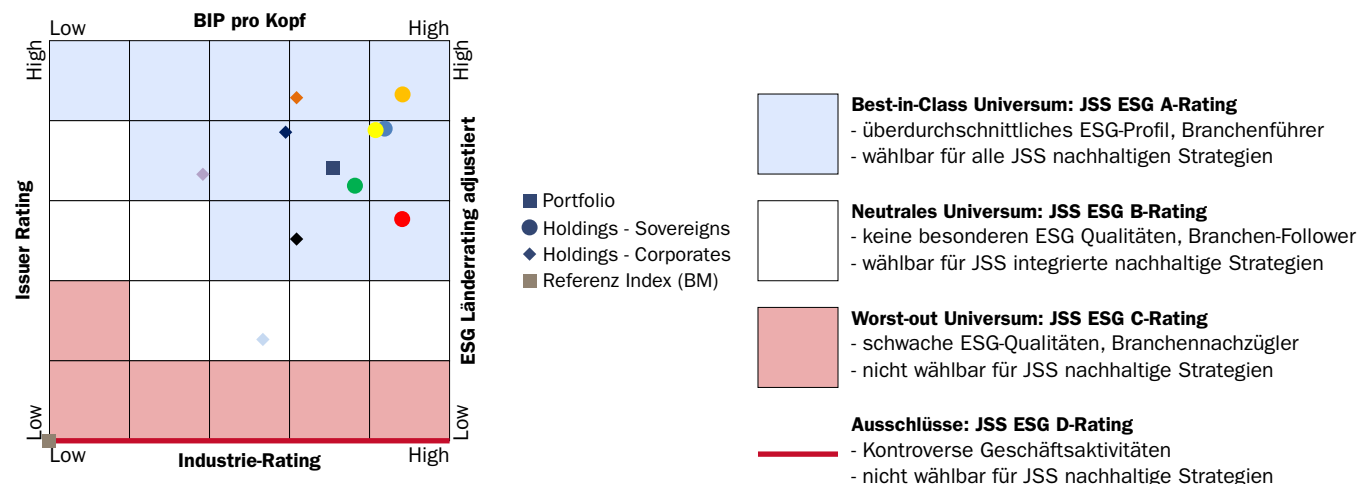 BIP pro Kopf
Low
High
High
High
Issuer Rating
ESG Länderrating adjustiert
Low
Low
Low
High
Industrie-Rating
Portfolio
Holdings - Sovereigns
Holdings - Corporates
Referenz Index (BM)
Best-in-Class Universum: JSS ESG A-Rating
- überdurchschnittliches ESG-Profil, Branchenführer
- wählbar für alle JSS nachhaltigen Strategien
Neutrales Universum: JSS ESG B-Rating
- keine besonderen ESG Qualitäten, Branchen-Follower
- wählbar für JSS integrierte nachhaltige Strategien
Worst-out Universum: JSS ESG C-Rating
- schwache ESG-Qualitäten, Branchennachzügler
- nicht wählbar für JSS nachhaltige Strategien
Ausschlüsse: JSS ESG D-Rating
- Kontroverse Geschäftsaktivitäten
- nicht wählbar für JSS nachhaltige Strategien